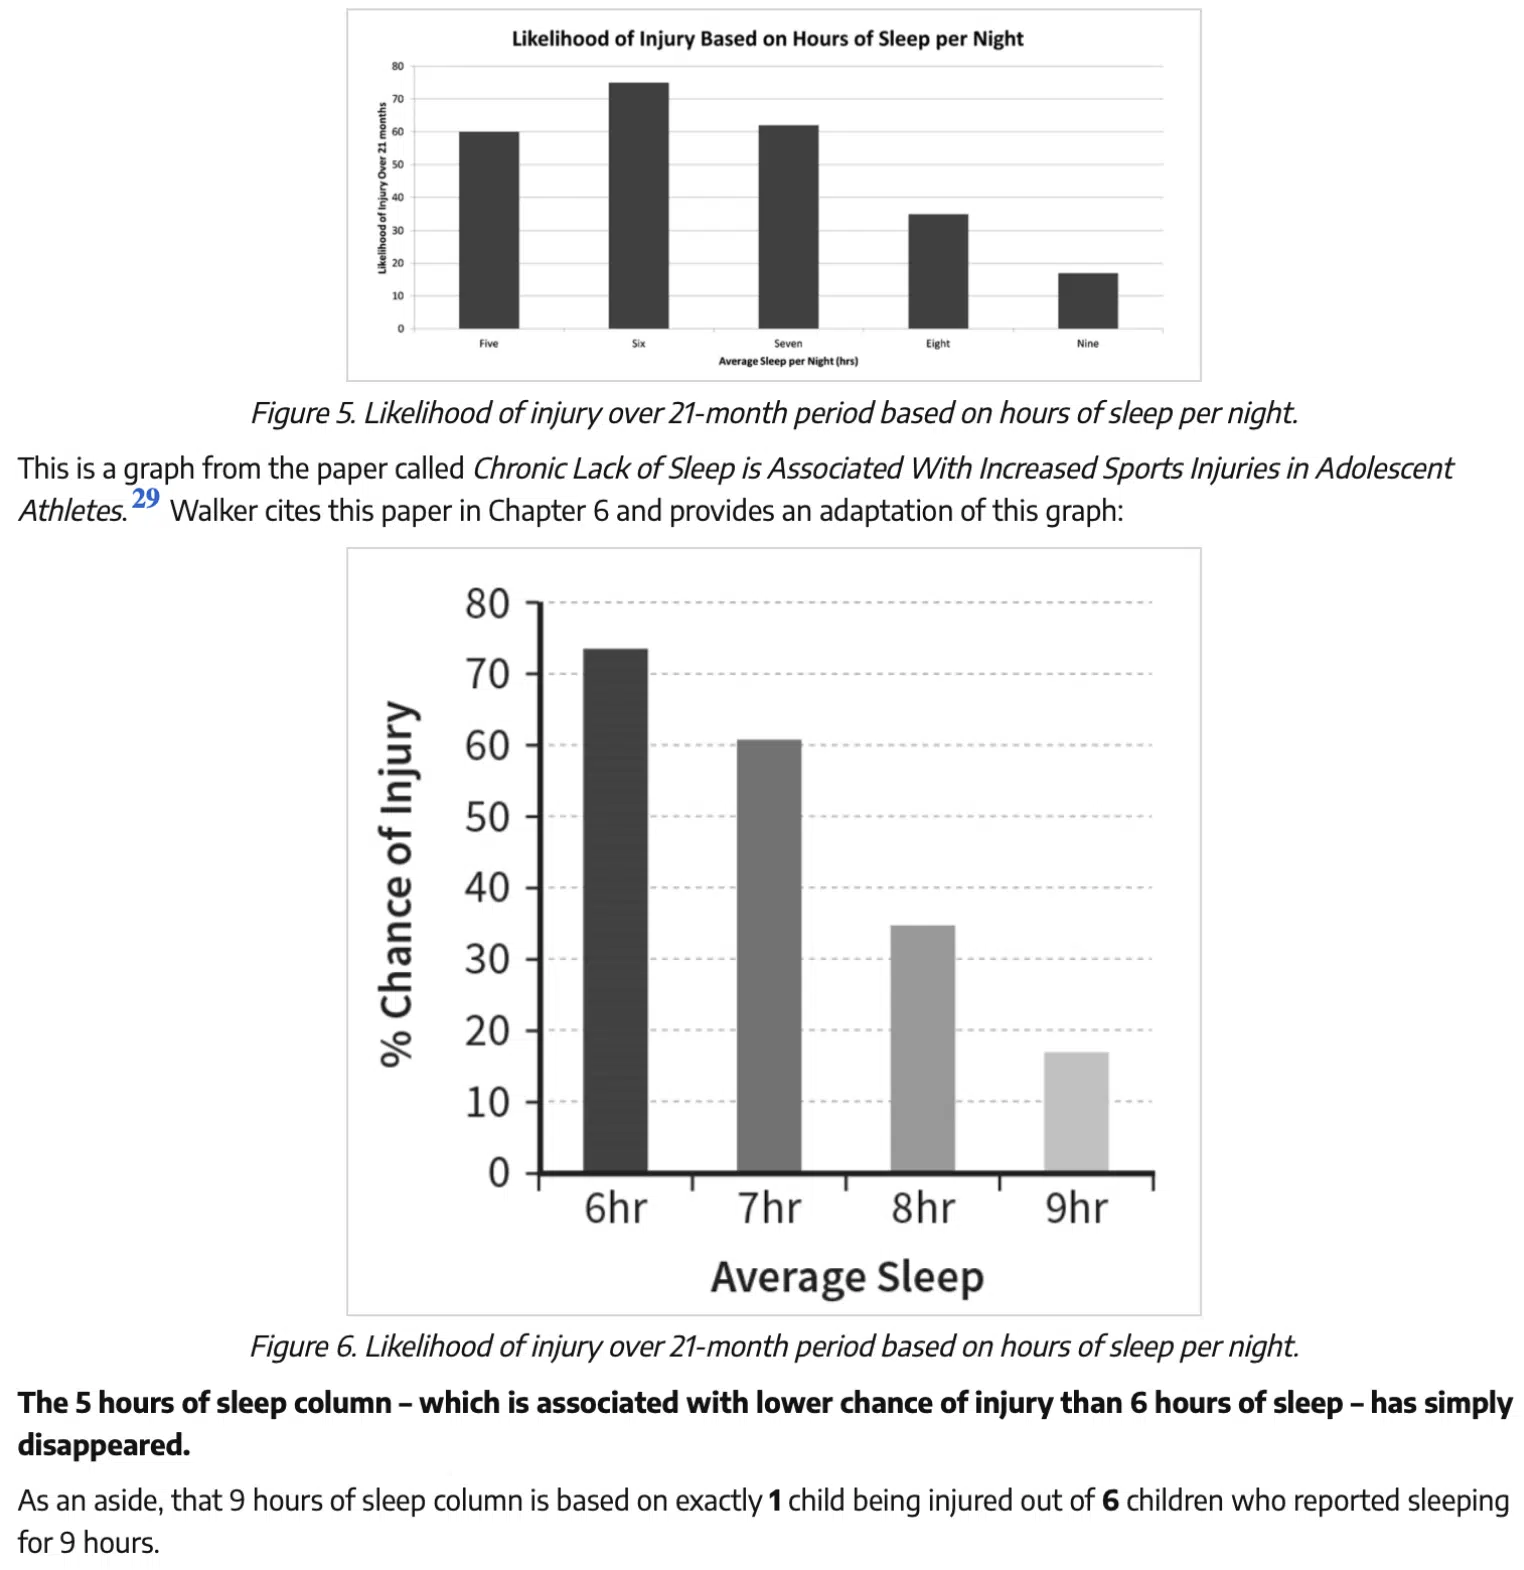 Likelihood of Injury Based on Hours of Sleep per Night
Likelihood of Injury Over 21 months
80
70
60
50
40
30
20
10
0
Five Six Seven Eight Nine
Average Sleep per Night (hrs)
Figure 5. Likelihood of injury over 21-month period based on hours of sleep per night.
This is a graph from the paper called Chronic Lack of Sleep is Associated With Increased Sports Injuries in Adolescent
Athletes.29 Walker cites this paper in Chapter 6 and provides an adaptation of this graph:
% Chance of Injury
80
70
60
50
40
30
20
10
0
6hr 7hr 8hr 9hr
Average Sleep
Figure 6. Likelihood of injury over 21-month period based on hours of sleep per night.
The 5 hours of sleep column – which is associated with lower chance of injury than 6 hours of sleep – has simply
disappeared.
As an aside, that 9 hours of sleep column is based on exactly 1 child being injured out of 6 children who reported sleeping
for 9 hours.